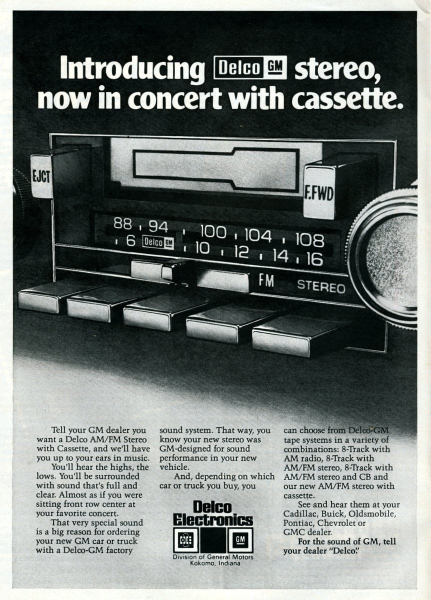 Introducing Delco GM stereo,
now in concert with cassette.
EJCT
F.FWD
88 94 100 104 108
6 Delco GM 10 12 14 16
FM STEREO
Tell your GM dealer you
want a Delco AM/FM Stereo
with Cassette, and we'll have
you up to your ears in music.
You'll hear the highs, the
lows. You'll be surrounded
with sound that's full and
clear. Almost as if you were
sitting front row center at
your favorite concert.
That very special sound
is a big reason for ordering
your new GM car or truck
with a Delco-GM factory
sound system. That way, you
know your new stereo was
GM-designed for sound
performance in your new
vehicle.
And, depending on which
car or truck you buy, you
can choose from Delco-GM
tape systems in a variety of
combinations: 8-Track with
AM radio, 8-Track with
AM/FM stereo, 8-Track with
AM/FM stereo and CB and
our new AM/FM stereo with
cassette.
See and hear them at your
Cadillac, Buick, Oldsmobile,
Pontiac, Chevrolet or
GMC dealer.
For the sound of GM, tell
your dealer "Delco."
Delco
Electronics
GM
Division of General Motors
Kokomo, Indiana